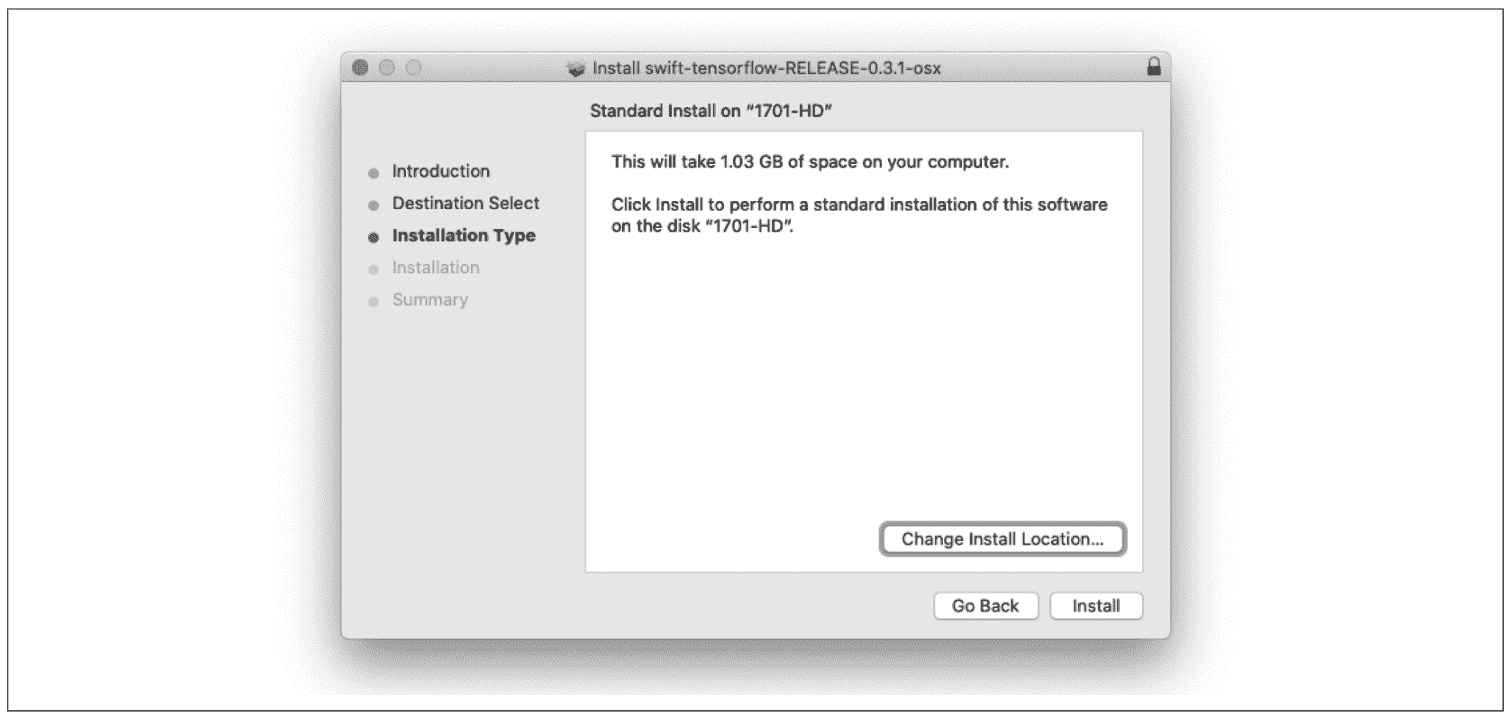 Install swift-tensorflow-RELEASE-0.3.1-osx
Standard Install on “1701-HD”
Introduction
Destination Select
Installation Type
Installation
Summary
This will take 1.03 GB of space on your computer.
Click Install to perform a standard installation of this software
on the disk “1701-HD”.
Change Install Location...
Go Back
Install